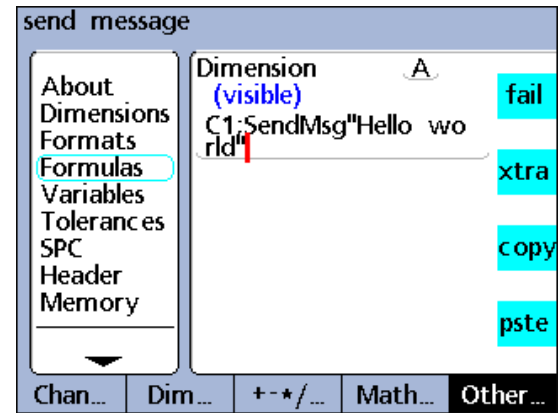 send message
About
Dimensions
Formats
Formulas
Variables
Tolerances
SPC
Header
Memory
Dimension A
(visible)
C1;SendMsg"Hello wo
rld"
fail
xtra
copy
pste
Chan... Dim... +-*/... Math... Other...